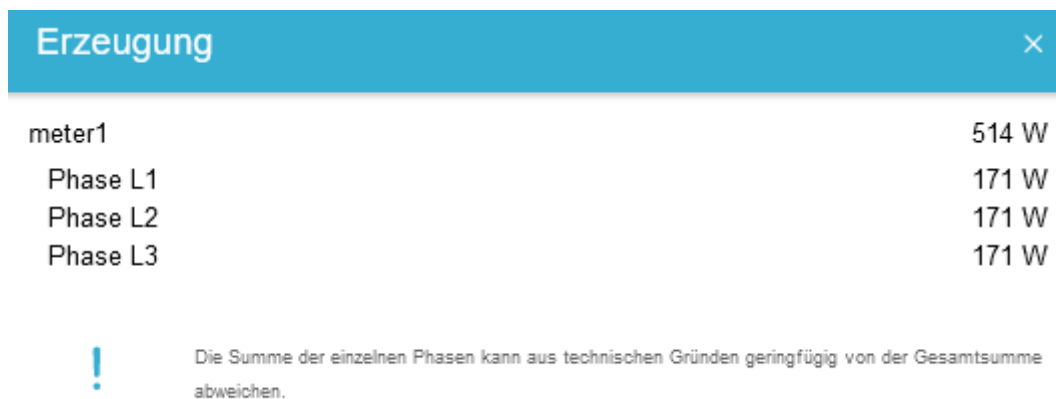 Erzeugung ×
meter1 514 W
Phase L1 171 W
Phase L2 171 W
Phase L3 171 W
! Die Summe der einzelnen Phasen kann aus technischen Gründen geringfügig von der Gesamtsumme
abweichen.